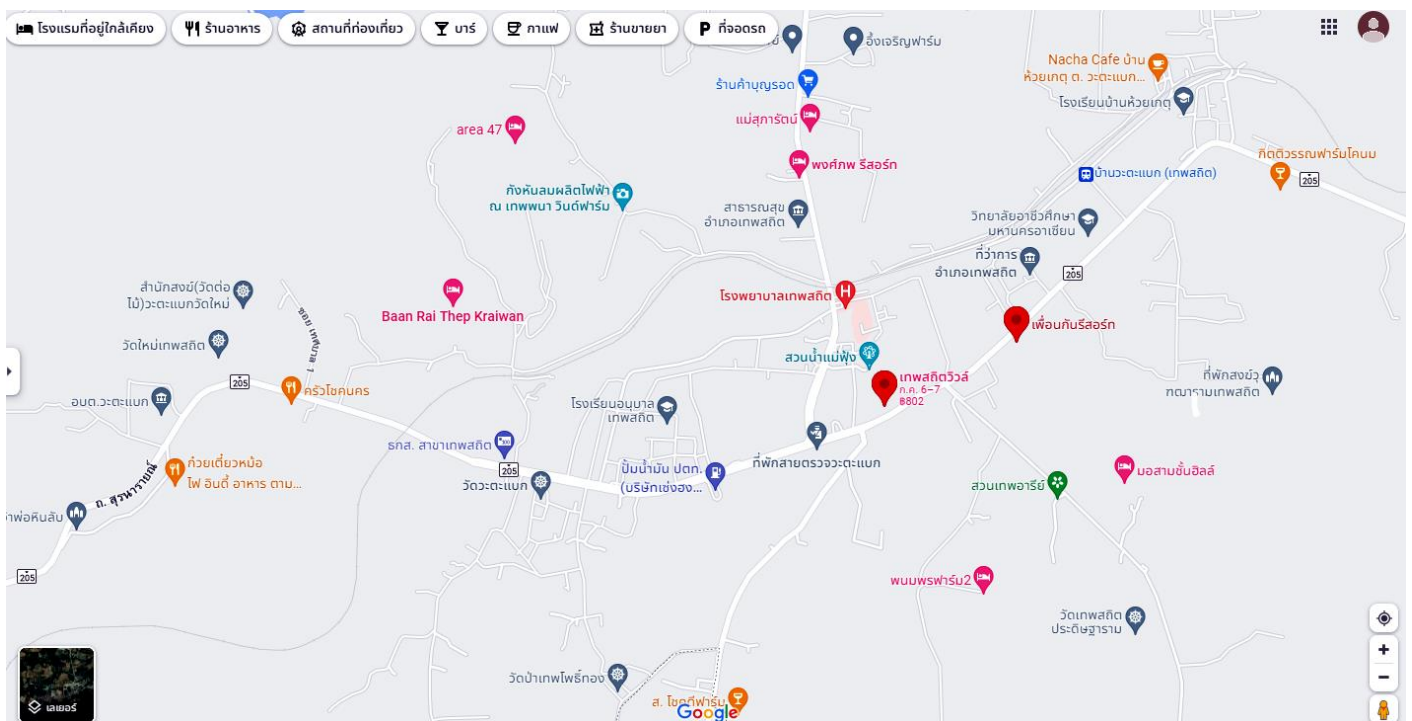 โรงแรมที่อยู่ใกล้เคียง
ร้านอาหาร
สถานที่ท่องเที่ยว
บาร์
กาแฟ
ร้านขายยา
ที่จอดรถ
อึ้งเจริญฟาร์ม
Nacha Cafe บ้าน
ห้วยเกตุ ต. วะตะแบก...
ร้านค้าบุญรอด
โรงเรียนบ้านห้วยเกตุ
แม่สุภารัตน์
area 47
กิตติวรรณฟาร์มโคนม
พงศ์ภพ รีสอร์ท
บ้านวะตะแบก (เทพสถิต)
205
กังหันลมผลิตไฟฟ้า
ณ เทพพนา วินด์ฟาร์ม
สาธารณสุข
อำเภอเทพสถิต
วิทยาลัยอาชีวศึกษา
มหานครอาเซียน
ที่ว่าการ
อำเภอเทพสถิต
205
สำนักสงฆ์(วัดต่อ
ไม้)วะตะแบกวัดใหม่
โรงพยาบาลเทพสถิต
Baan Rai Thep Kraiwan
ซอย เทศบาล 1
เพื่อนกันรีสอร์ท
วัดใหม่เทพสถิต
สวนน้ำแม่ฟุ้ง
เทพสถิตวิวล์
ก.ค. 6–7
฿802
205
ครัวโชคนคร
อบต.วะตะแบก
โรงเรียนอนุบาล
เทพสถิต
ธกส. สาขาเทพสถิต
ที่พักสายตรวจวะตะแบก
ก๋วยเตี๋ยวหม้อ
ไฟ อินดี้ อาหาร ตาม...
ถ. สุรนารายณ์
205
วัดวะตะแบก
ปั๊มน้ำมัน ปตท.
(บริษัทเซ่งฮง...
สวนเทพอารีย์
มอสามชั้นฮิลล์
205
พนมพรฟาร์ม2
วัดเทพสถิต
ประดิษฐาราม
วัดป่าเทพโพธิ์ทอง
ส. โชคดีฟาร์ม
Google
เลเยอร์